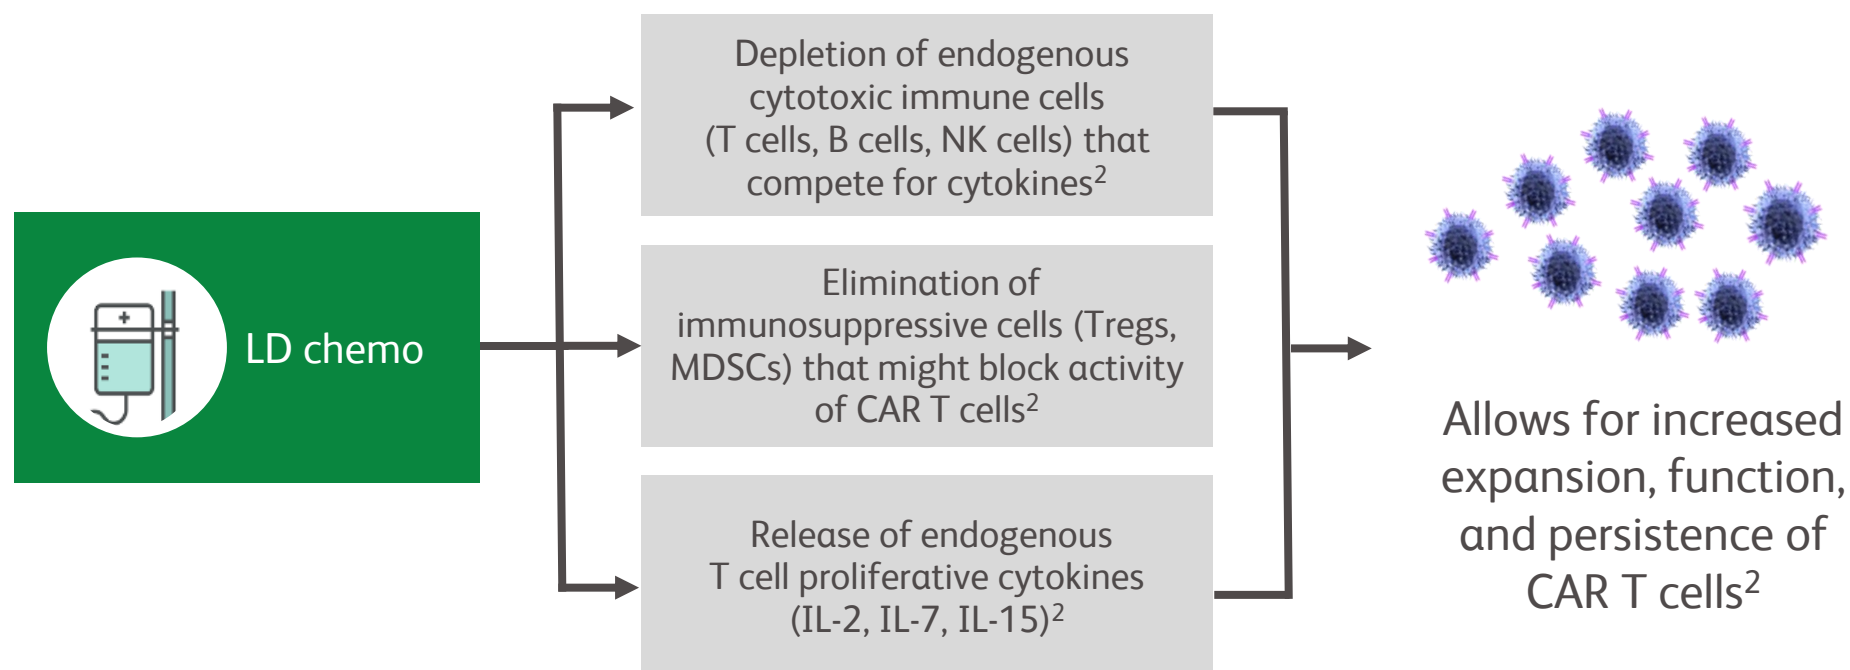 LD chemo
Depletion of endogenous
cytotoxic immune cells
(T cells, B cells, NK cells) that
compete for cytokines²
Elimination of
immunosuppressive cells (Tregs,
MDSCs) that might block activity
of CAR T cells²
Release of endogenous
T cell proliferative cytokines
(IL-2, IL-7, IL-15)²
Allows for increased
expansion, function,
and persistence of
CAR T cells²